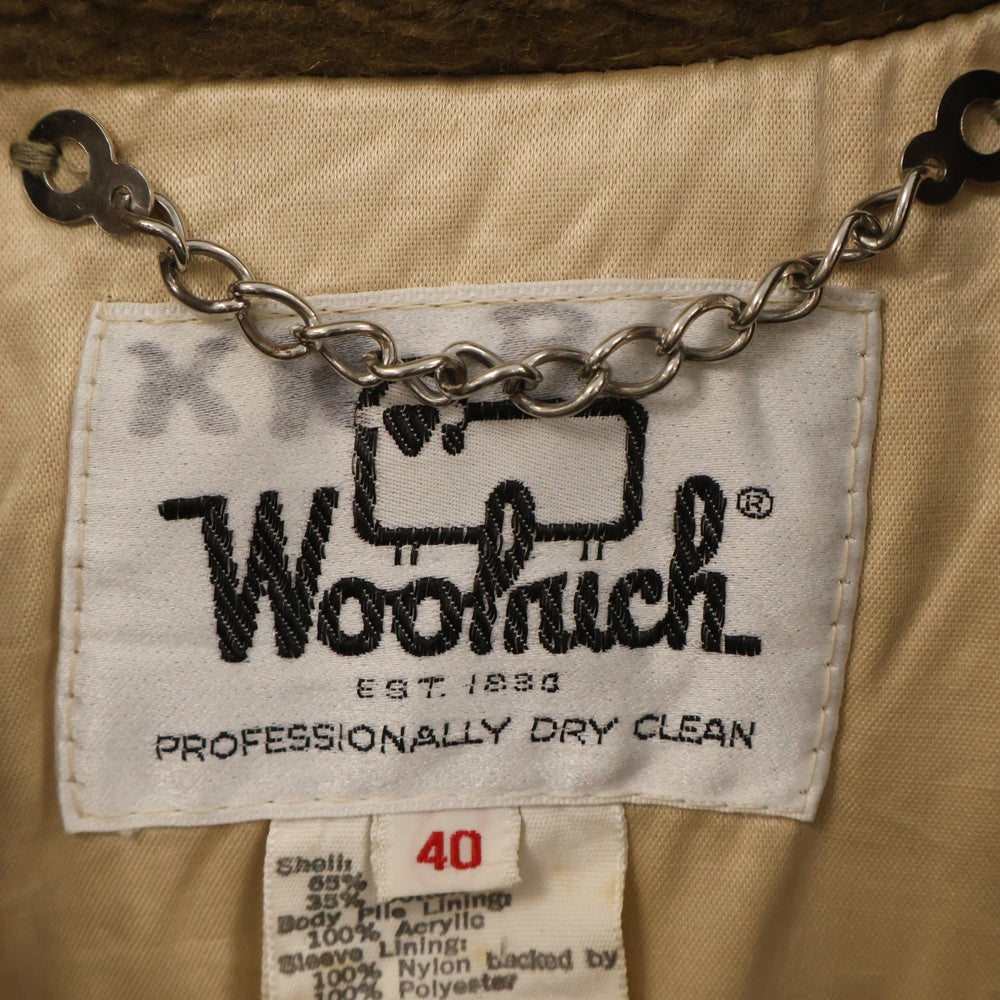 Woolrich®
EST. 1830
PROFESSIONALLY DRY CLEAN
40
Shell:
65%
35%
Body Pile Lining:
100% Acrylic
Sleeve Lining:
100% Nylon backed by
100% Polyester